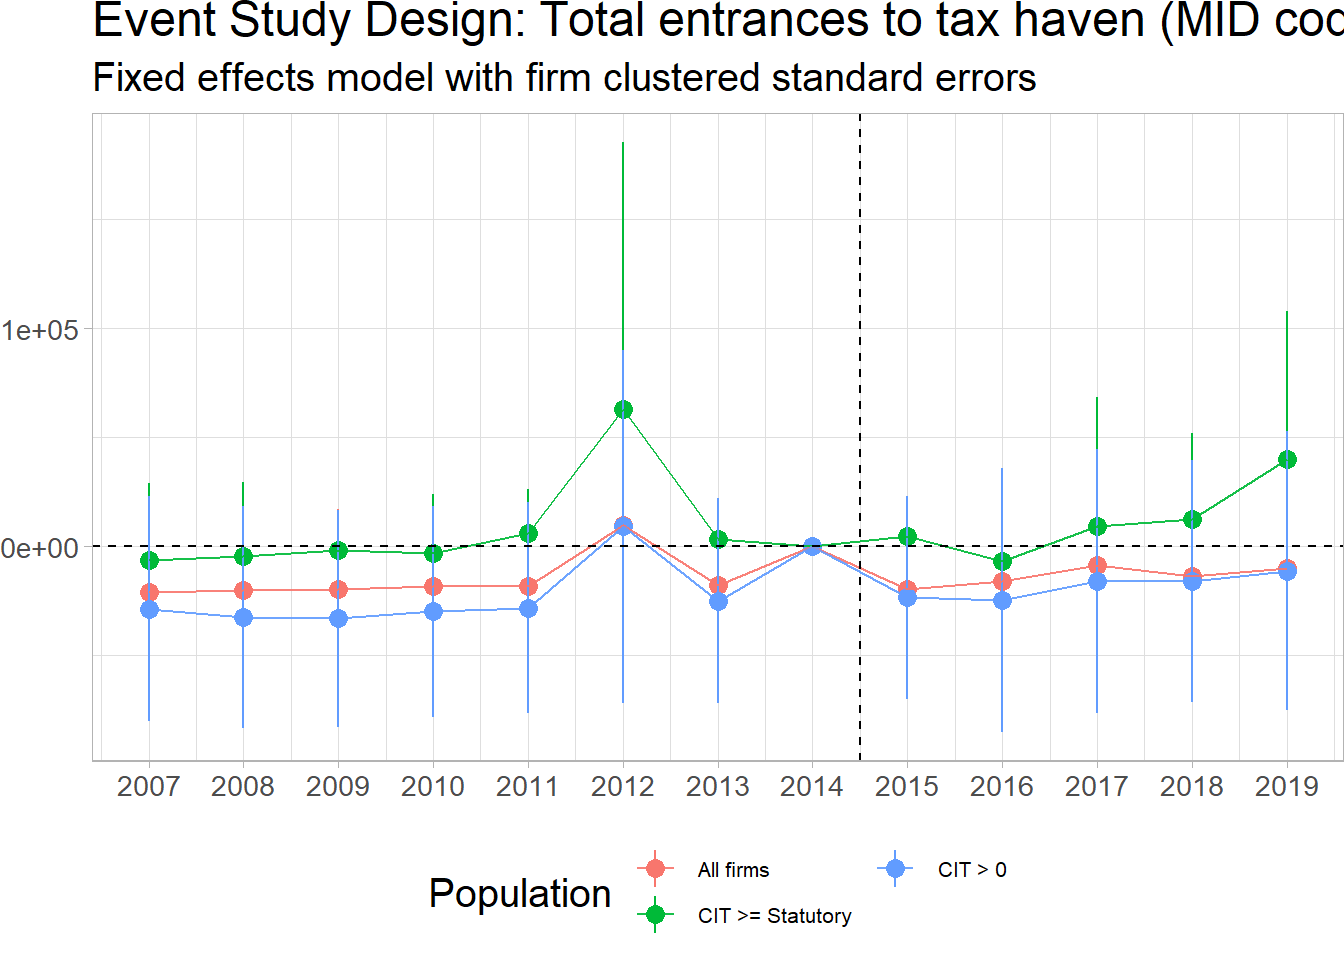 Event Study Design: Total entrances to tax haven (MID
Fixed effects model with firm clustered standard errors
1e+05
0e+00
2007 2008 2009 2010 2011 2012 2013 2014 2015 2016 2017 2018 2019
Population
All firms
CIT >= Statutory
CIT > 0